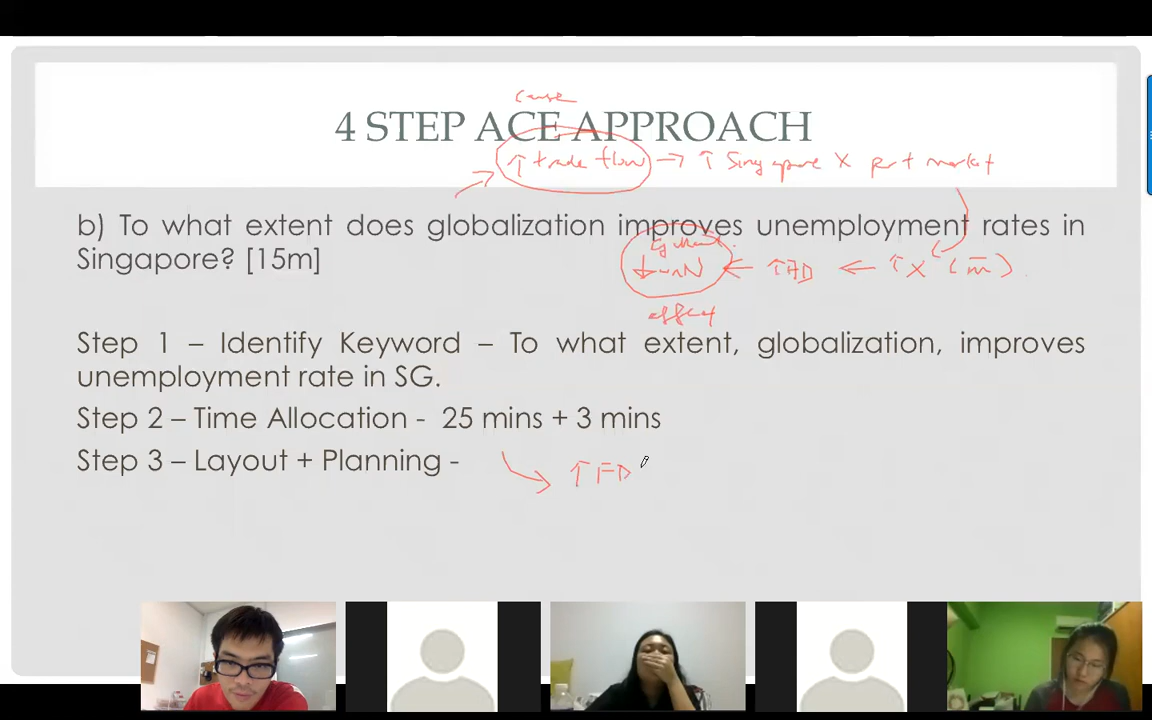 cause
4 STEP ACE APPROACH
↑ trade flow → ↑ Singapore X port market
b) To what extent does globalization improves unemployment rates in
Singapore? [15m]
← ↑AD ← ↑X (m̅)
effect
Step 1 – Identify Keyword – To what extent, globalization, improves
unemployment rate in SG.
Step 2 – Time Allocation - 25 mins + 3 mins
Step 3 – Layout + Planning -
↑ FD